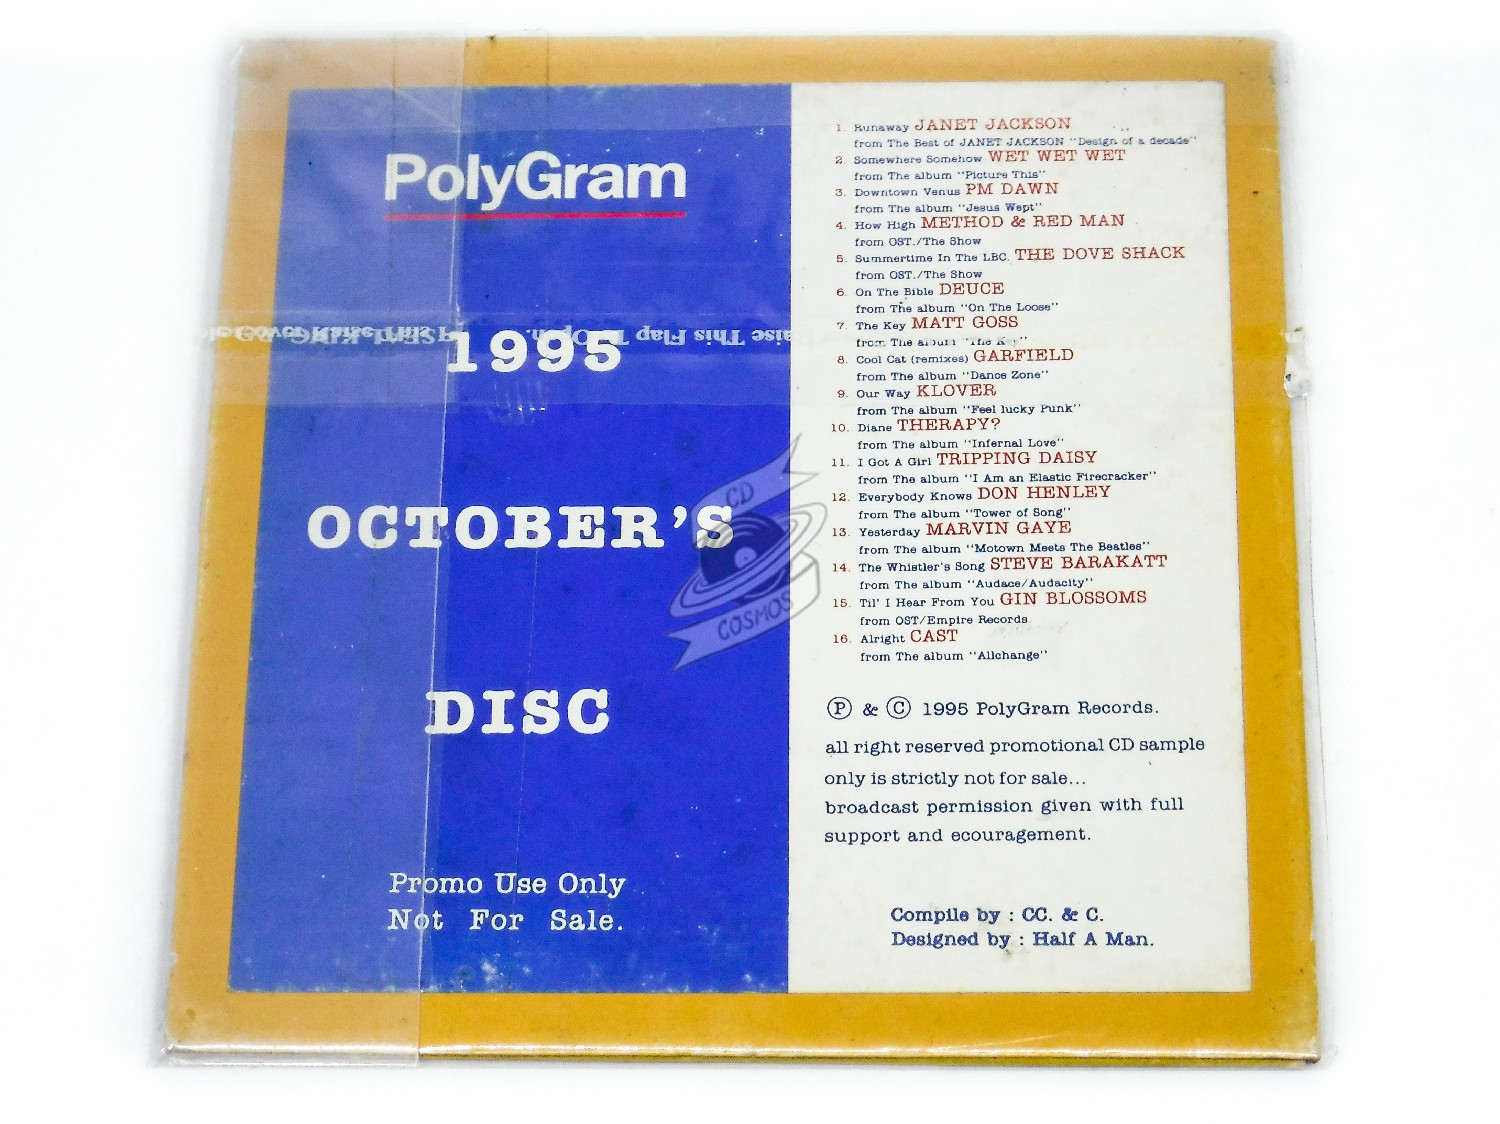 PolyGram
1995
OCTOBER'S
DISC
Promo Use Only
Not For Sale.
1. Runaway JANET JACKSON
from The Best of JANET JACKSON "Design of a decade"
2. Somewhere Somehow WET WET WET
from The album "Picture This"
3. Downtown Venus PM DAWN
from The album "Jesus Wept"
4. How High METHOD & RED MAN
from OST./The Show
5. Summertime In The LBC. THE DOVE SHACK
from OST./The Show
6. On The Bible DEUCE
from The album "On The Loose"
7. The Key MATT GOSS
from The album "The Key"
8. Cool Cat (remixes) GARFIELD
from The album "Dance Zone"
9. Our Way KLOVER
from The album "Feel lucky Punk"
10. Diane THERAPY?
from The album "Infernal Love"
11. I Got A Girl TRIPPING DAISY
from The album "I Am an Elastic Firecracker"
12. Everybody Knows DON HENLEY
from The album "Tower of Song"
13. Yesterday MARVIN GAYE
from The album "Motown Meets The Beatles"
14. The Whistler's Song STEVE BARAKATT
from The album "Audace/Audacity"
15. Til' I Hear From You GIN BLOSSOMS
from OST/Empire Records
16. Alright CAST
from The album "Allchange"
Ⓟ & © 1995 PolyGram Records.
all right reserved promotional CD sample
only is strictly not for sale...
broadcast permission given with full
support and ecouragement.
Compile by : CC. & C.
Designed by : Half A Man.
This Flap
CD
COSMOS